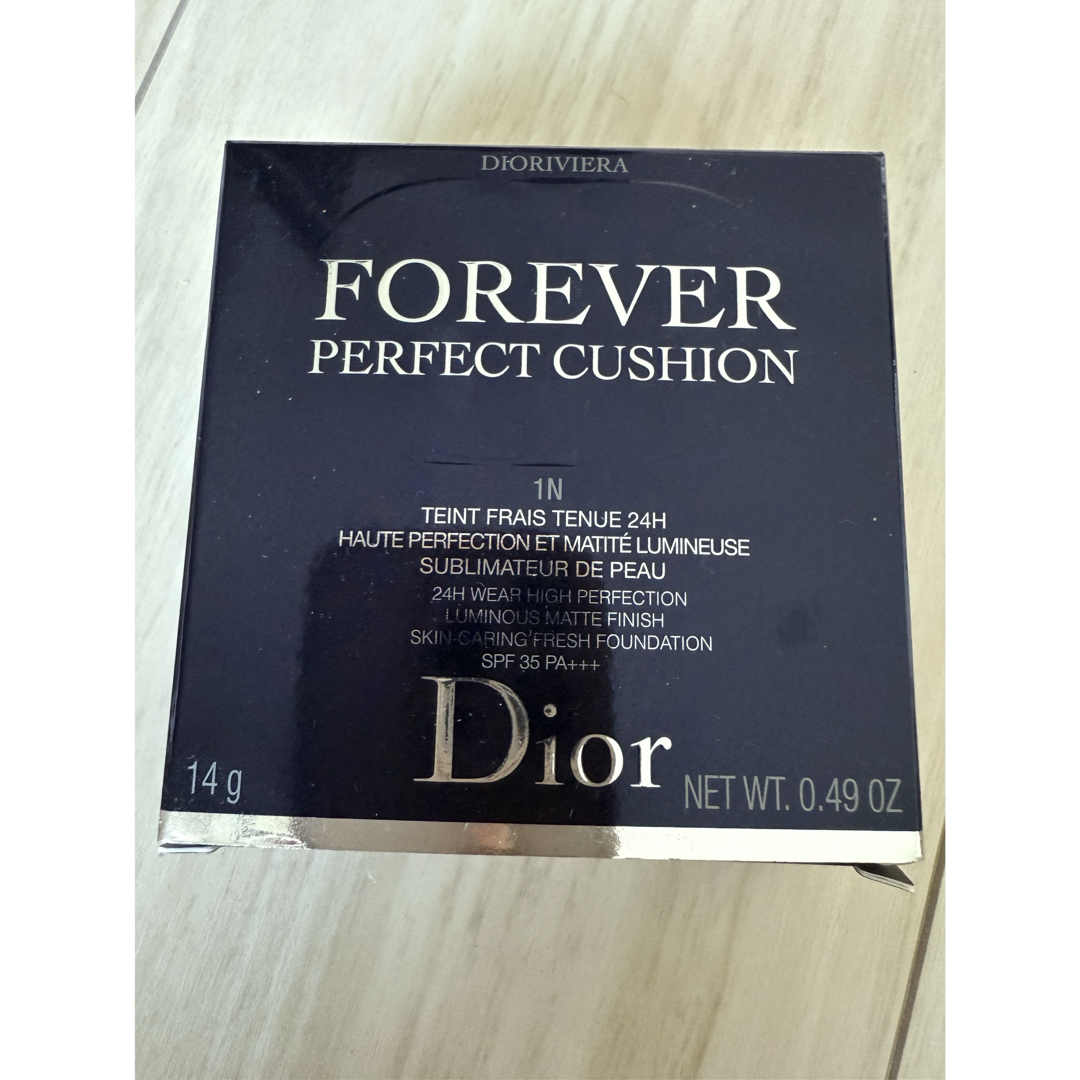 DIORIVIERA
FOREVER
PERFECT CUSHION
1N
TEINT FRAIS TENUE 24H
HAUTE PERFECTION ET MATITÉ LUMINEUSE
SUBLIMATEUR DE PEAU
24H WEAR HIGH PERFECTION
LUMINOUS MATTE FINISH
SKIN-CARING FRESH FOUNDATION
SPF 35 PA+++
Dior
14 g
NET WT. 0.49 OZ